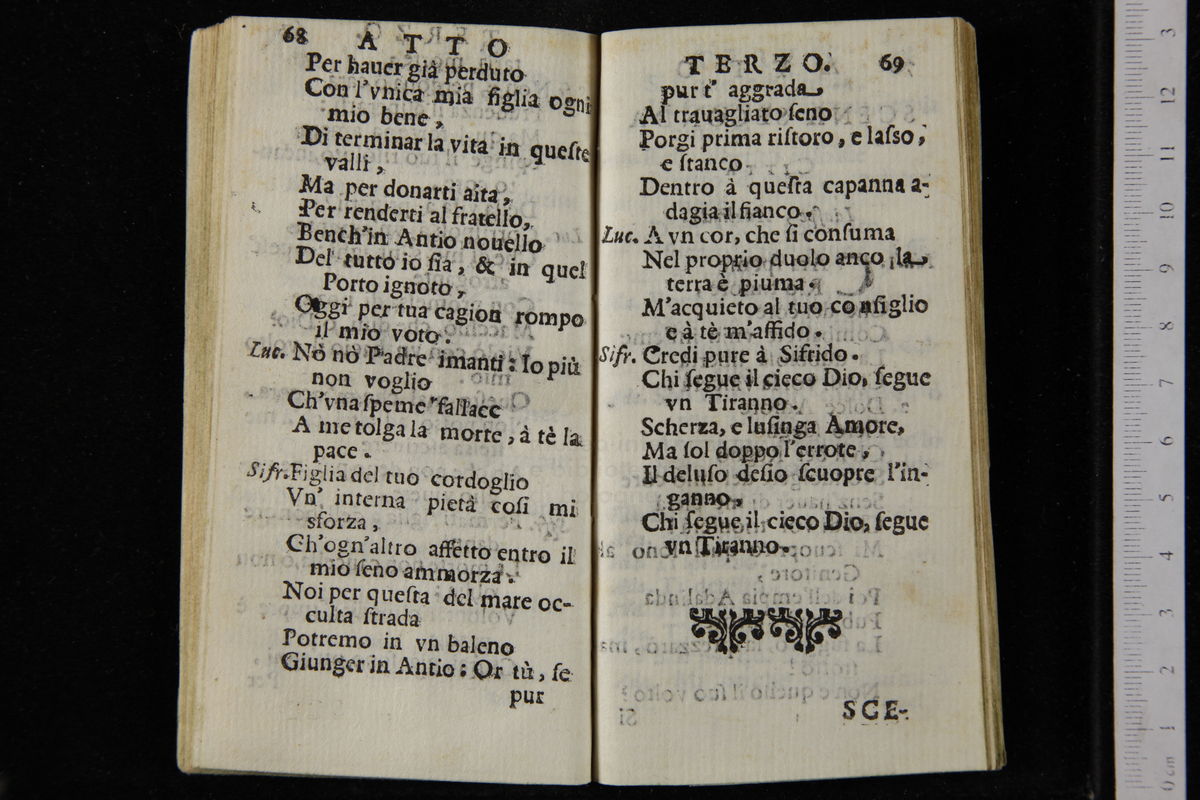 68 ATTO
Per hauer già perduto
Con l'vnica mia figlia ogni
mio bene,
Di terminar la vita in queſte
valli,
Ma per donarti aita,
Per renderti al fratello,
Bench'in Antio nouello
Del tutto io ſia, & in quel
Porto ignoto,
Oggi per tua cagion rompo
il mio voto.
Luc. Nò nò Padre imanti: Io più
non voglio
Ch'vna ſpeme fallace
A me tolga la morte, à tè la
pace.
Sifr. Figlia del tuo cordoglio
Vn' interna pietà coſi mi
sforza,
Ch'ogn'altro affetto entro il
mio ſeno ammorza.
Noi per queſta del mare oc-
culta ſtrada
Potremo in vn baleno
Giunger in Antio: Or tù, ſe
pur
TERZO. 69
pur t' aggrada
Al trauagliato ſeno
Porgi prima riſtoro, e laſso,
e ſtanco
Dentro à queſta capanna a-
dagia il fianco.
Luc. A vn cor, che ſi conſuma
Nel proprio duolo anco la
terra è piuma.
M'acquieto al tuo conſiglio
e à tè m'affido.
Sifr. Credi pure à Sifrido.
Chi ſegue il cieco Dio, ſegue
vn Tiranno.
Scherza, e luſinga Amore,
Ma ſol doppo l'errote,
Il deluſo deſio ſcuopre l'in-
ganno,
Chi ſegue il cieco Dio, ſegue
vn Tiranno.
SCE-